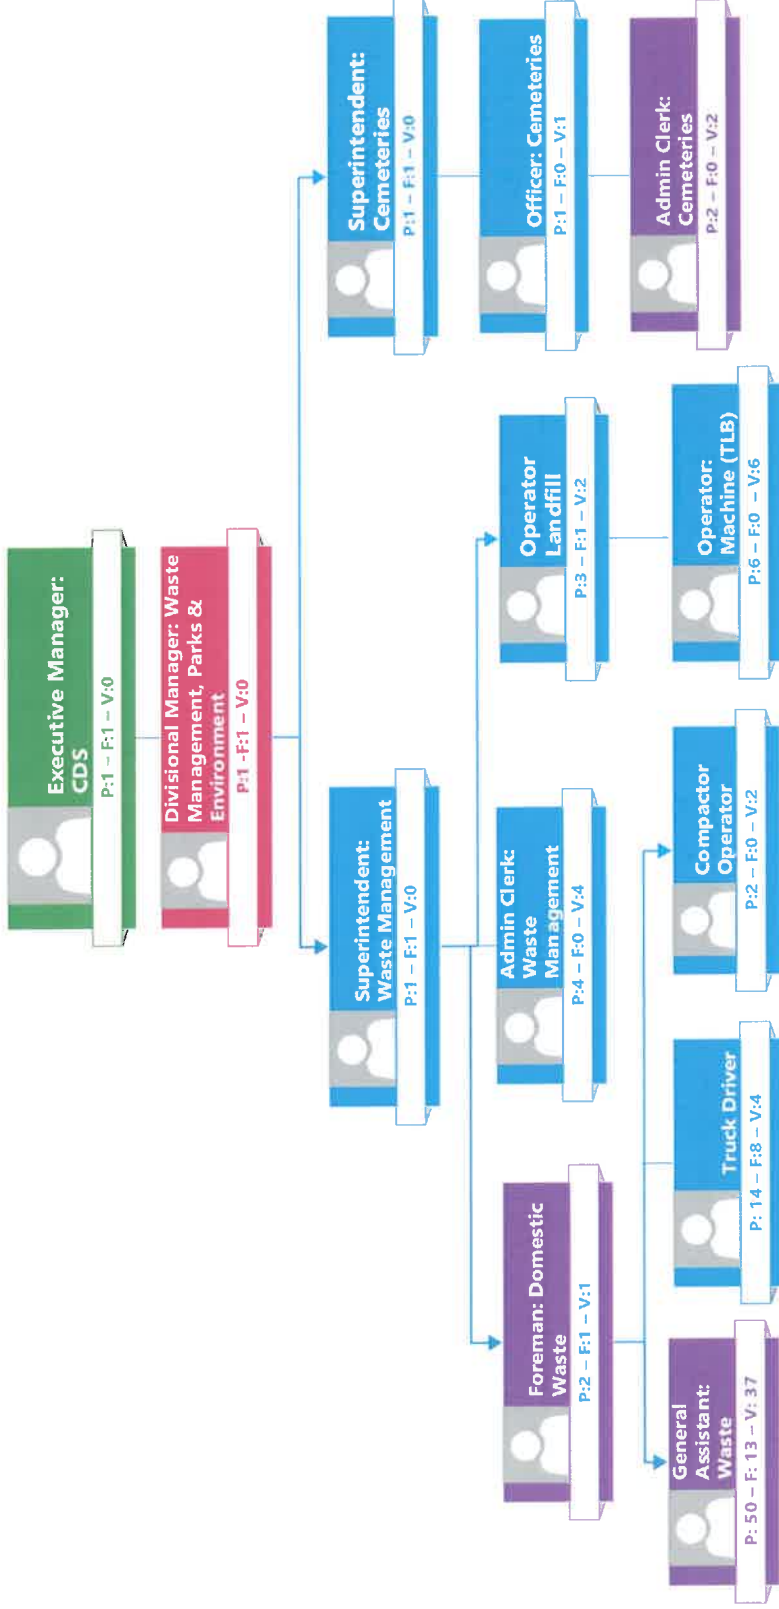 Executive Manager:
CDS
P:1 – F:1 – V:0
Divisional Manager: Waste
Management, Parks &
Environment
P:1 -F:1 – V:0
Superintendent:
Waste Management
P:1 – F:1 – V:0
Superintendent:
Cemeteries
P:1 – F:1 – V:0
Foreman: Domestic
Waste
P:2 – F:1 – V:1
Admin Clerk:
Waste
Management
P:4 – F:0 – V:4
Operator
Landfill
P:3 – F:1 – V:2
Officer: Cemeteries
P:1 – F:0 – V:1
General
Assistant:
Waste
P: 50 – F: 13 – V: 37
Truck Driver
P: 14 – F:8 – V:4
Compactor
Operator
P:2 – F:0 – V:2
Operator:
Machine (TLB)
P:6 – F:0 – V:6
Admin Clerk:
Cemeteries
P:2 – F:0 – V:2